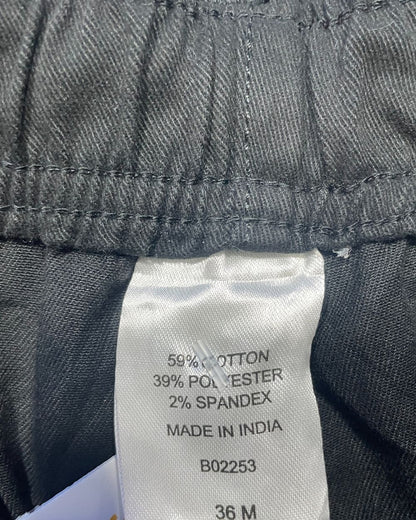 59% COTTON
39% POLYESTER
2% SPANDEX
MADE IN INDIA
B02253
36 M